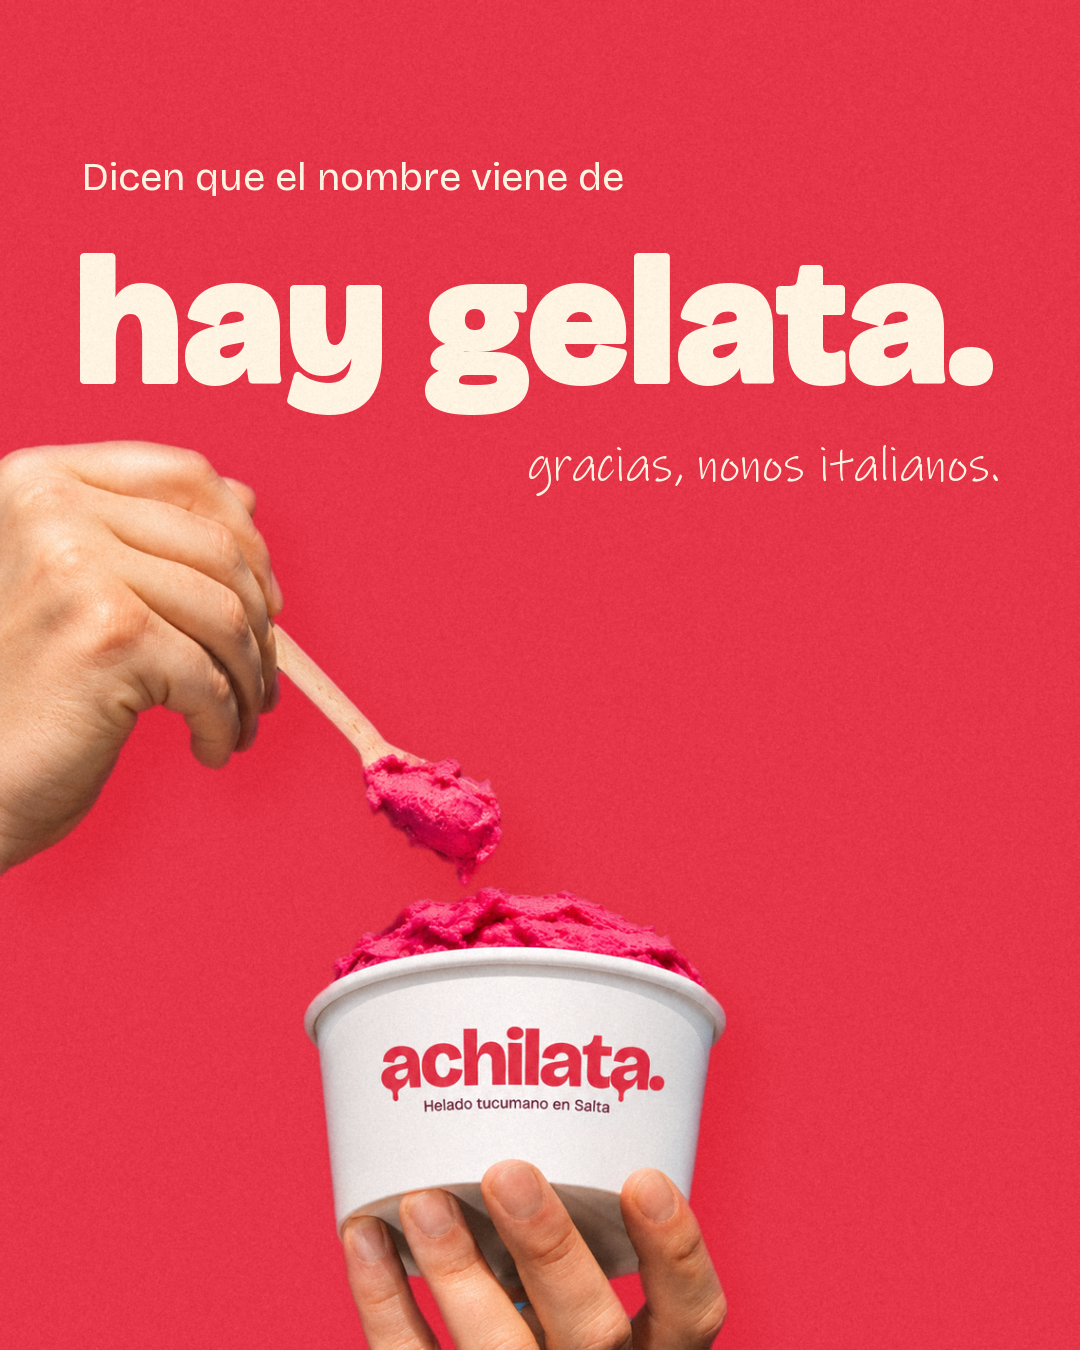 Dicen que el nombre viene de
hay gelata.
gracias, nonos italianos.
achilata.
Helado tucumano en Salta